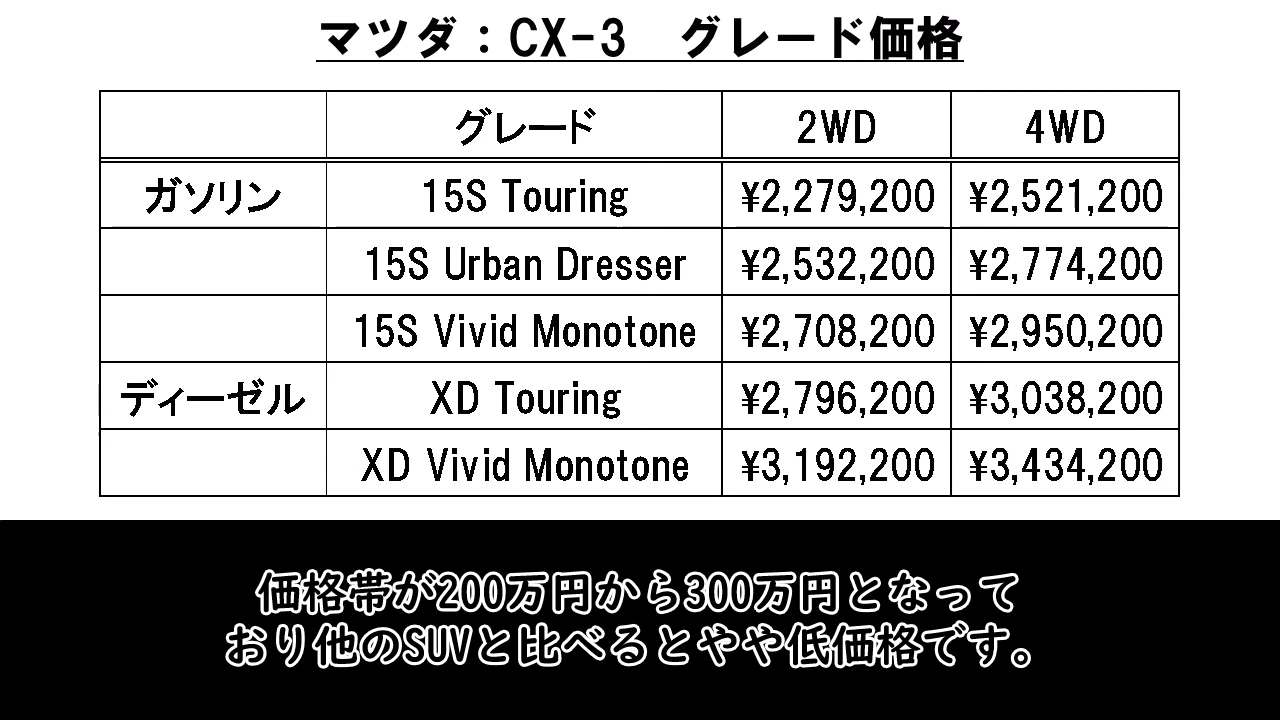 マツダ：CX-3　グレード価格
グレード 2WD 4WD
ガソリン 15S Touring ¥2,279,200 ¥2,521,200
15S Urban Dresser ¥2,532,200 ¥2,774,200
15S Vivid Monotone ¥2,708,200 ¥2,950,200
ディーゼル XD Touring ¥2,796,200 ¥3,038,200
XD Vivid Monotone ¥3,192,200 ¥3,434,200
価格帯が200万円から300万円となって
おり他のSUVと比べるとやや低価格です。